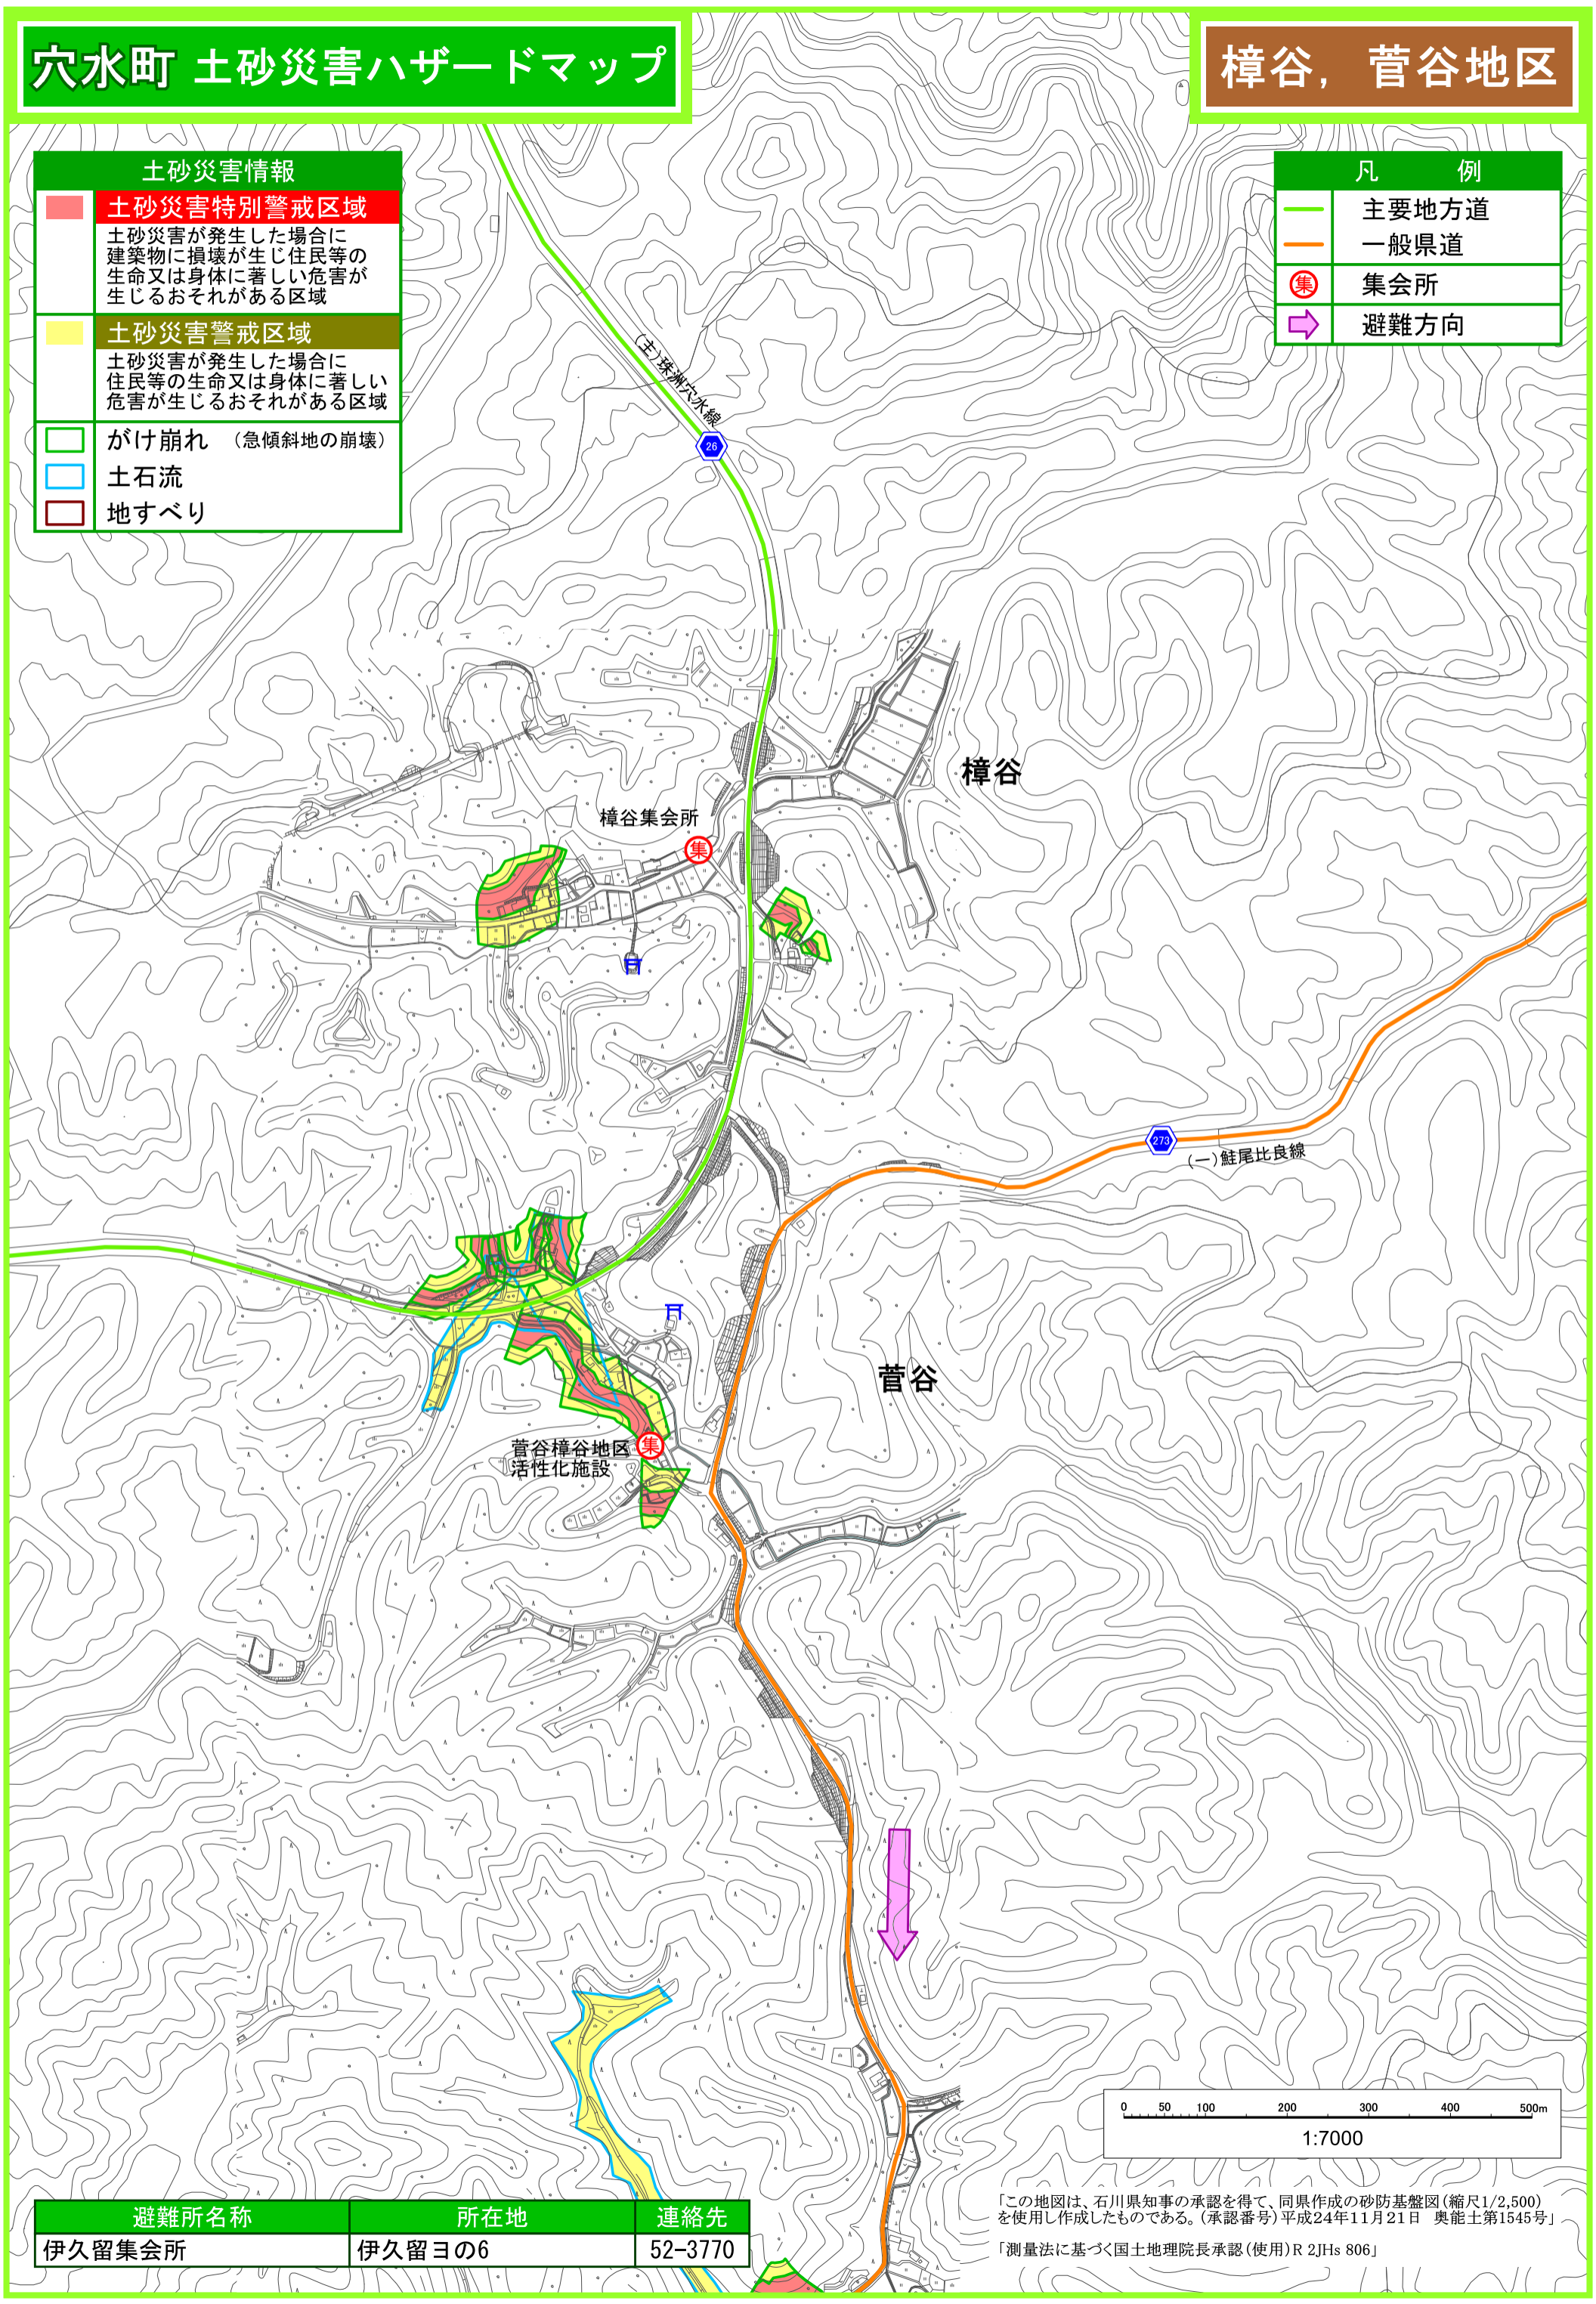 穴水町 土砂災害ハザードマップ
樟谷，菅谷地区
土砂災害情報
土砂災害特別警戒区域
土砂災害が発生した場合に
建築物に損壊が生じ住民等の
生命又は身体に著しい危害が
生じるおそれがある区域
土砂災害警戒区域
土砂災害が発生した場合に
住民等の生命又は身体に著しい
危害が生じるおそれがある区域
がけ崩れ （急傾斜地の崩壊）
土石流
地すべり
凡 例
主要地方道
一般県道
集 集会所
避難方向
(主)珠洲穴水線
26
樟谷
樟谷集会所
集
273
(一)鮭尾比良線
菅谷
菅谷樟谷地区
活性化施設
集
0 50 100 200 300 400 500m
1:7000
避難所名称 所在地 連絡先
伊久留集会所 伊久留ヨの6 52-3770
「この地図は、石川県知事の承認を得て、同県作成の砂防基盤図(縮尺1/2,500)
を使用し作成したものである。(承認番号)平成24年11月21日 奥能土第1545号」
「測量法に基づく国土地理院長承認(使用)R 2JHs 806」